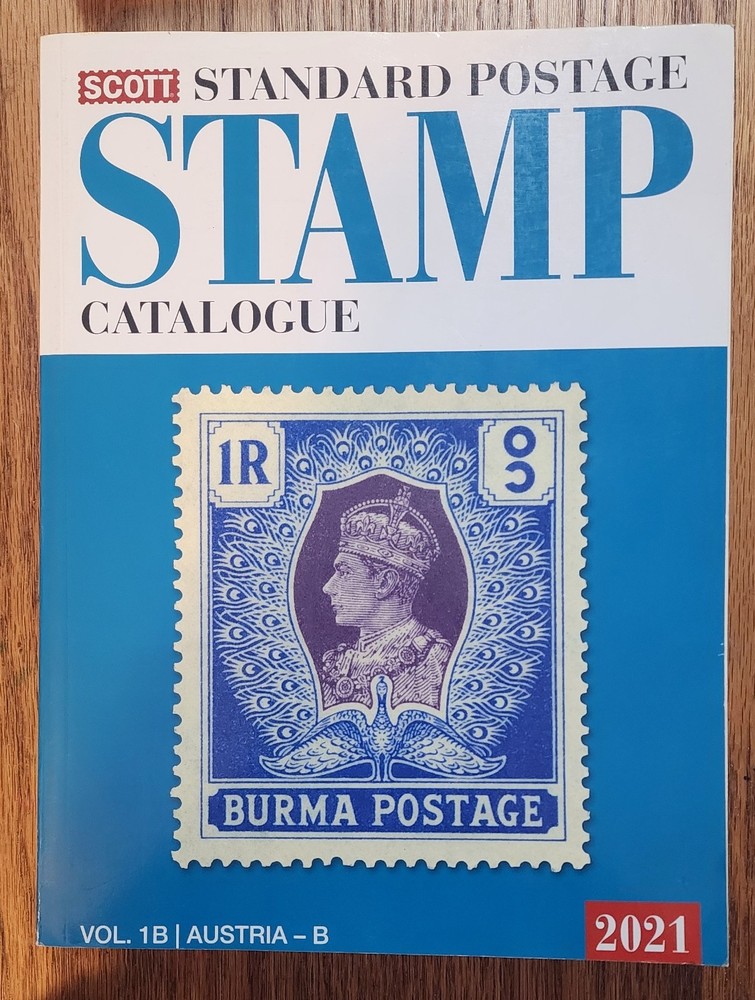 SCOTT STANDARD POSTAGE
STAMP
CATALOGUE
1R ၁ိ
BURMA POSTAGE
VOL. 1B | AUSTRIA – B
2021